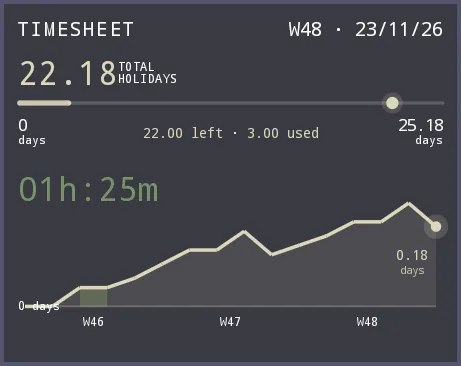 TIMESHEET
W48 · 23/11/26
22.18 TOTAL
HOLIDAYS
0
days
22.00 left · 3.00 used
25.18
days
01h:25m
0.18
days
0 days
W46
W47
W48